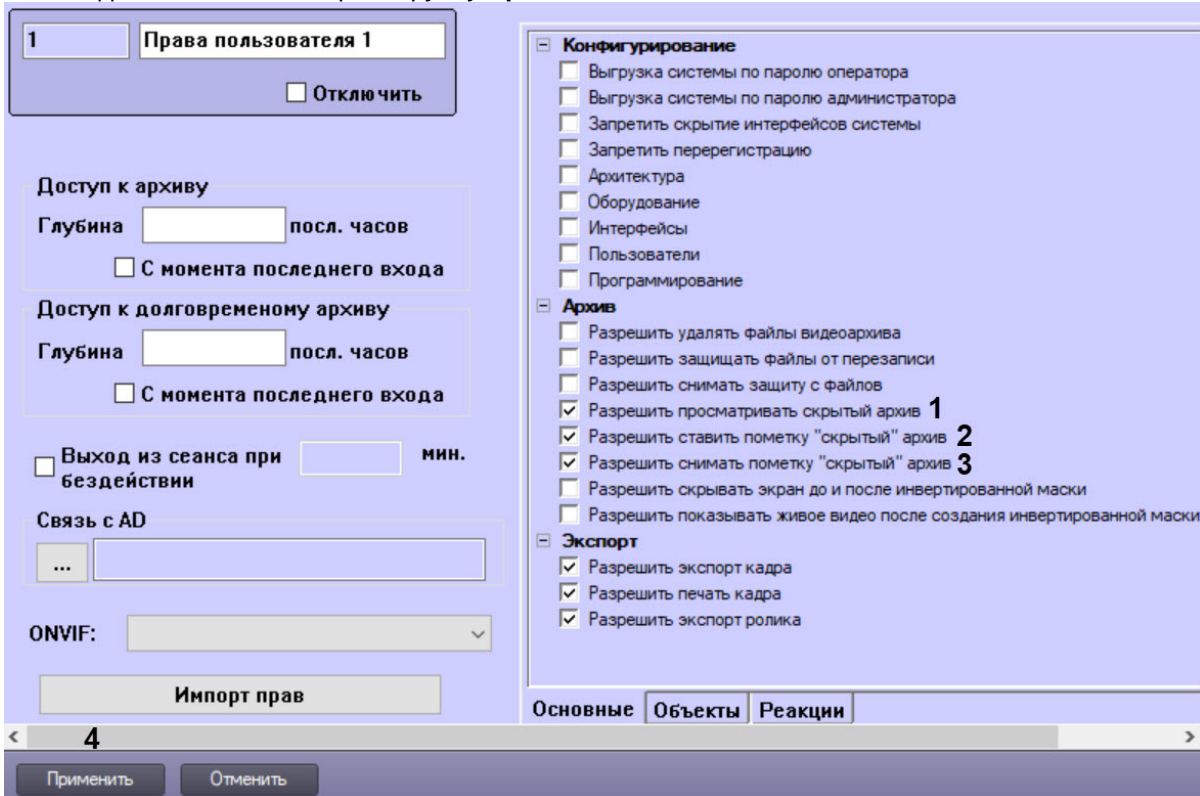 1
Права пользователя 1
Отключить
Доступ к архиву
Глубина посл. часов
С момента последнего входа
Доступ к долговременому архиву
Глубина посл. часов
С момента последнего входа
Выход из сеанса при мин.
бездействии
Связь с AD
...
ONVIF:
Импорт прав
Конфигурирование
Выгрузка системы по паролю оператора
Выгрузка системы по паролю администратора
Запретить скрытие интерфейсов системы
Запретить перерегистрацию
Архитектура
Оборудование
Интерфейсы
Пользователи
Программирование
Архив
Разрешить удалять файлы видеоархива
Разрешить защищать файлы от перезаписи
Разрешить снимать защиту с файлов
Разрешить просматривать скрытый архив 1
Разрешить ставить пометку "скрытый" архив 2
Разрешить снимать пометку "скрытый" архив 3
Разрешить скрывать экран до и после инвертированной маски
Разрешить показывать живое видео после создания инвертированной маски
Экспорт
Разрешить экспорт кадра
Разрешить печать кадра
Разрешить экспорт ролика
Основные Объекты Реакции
4
Применить Отменить